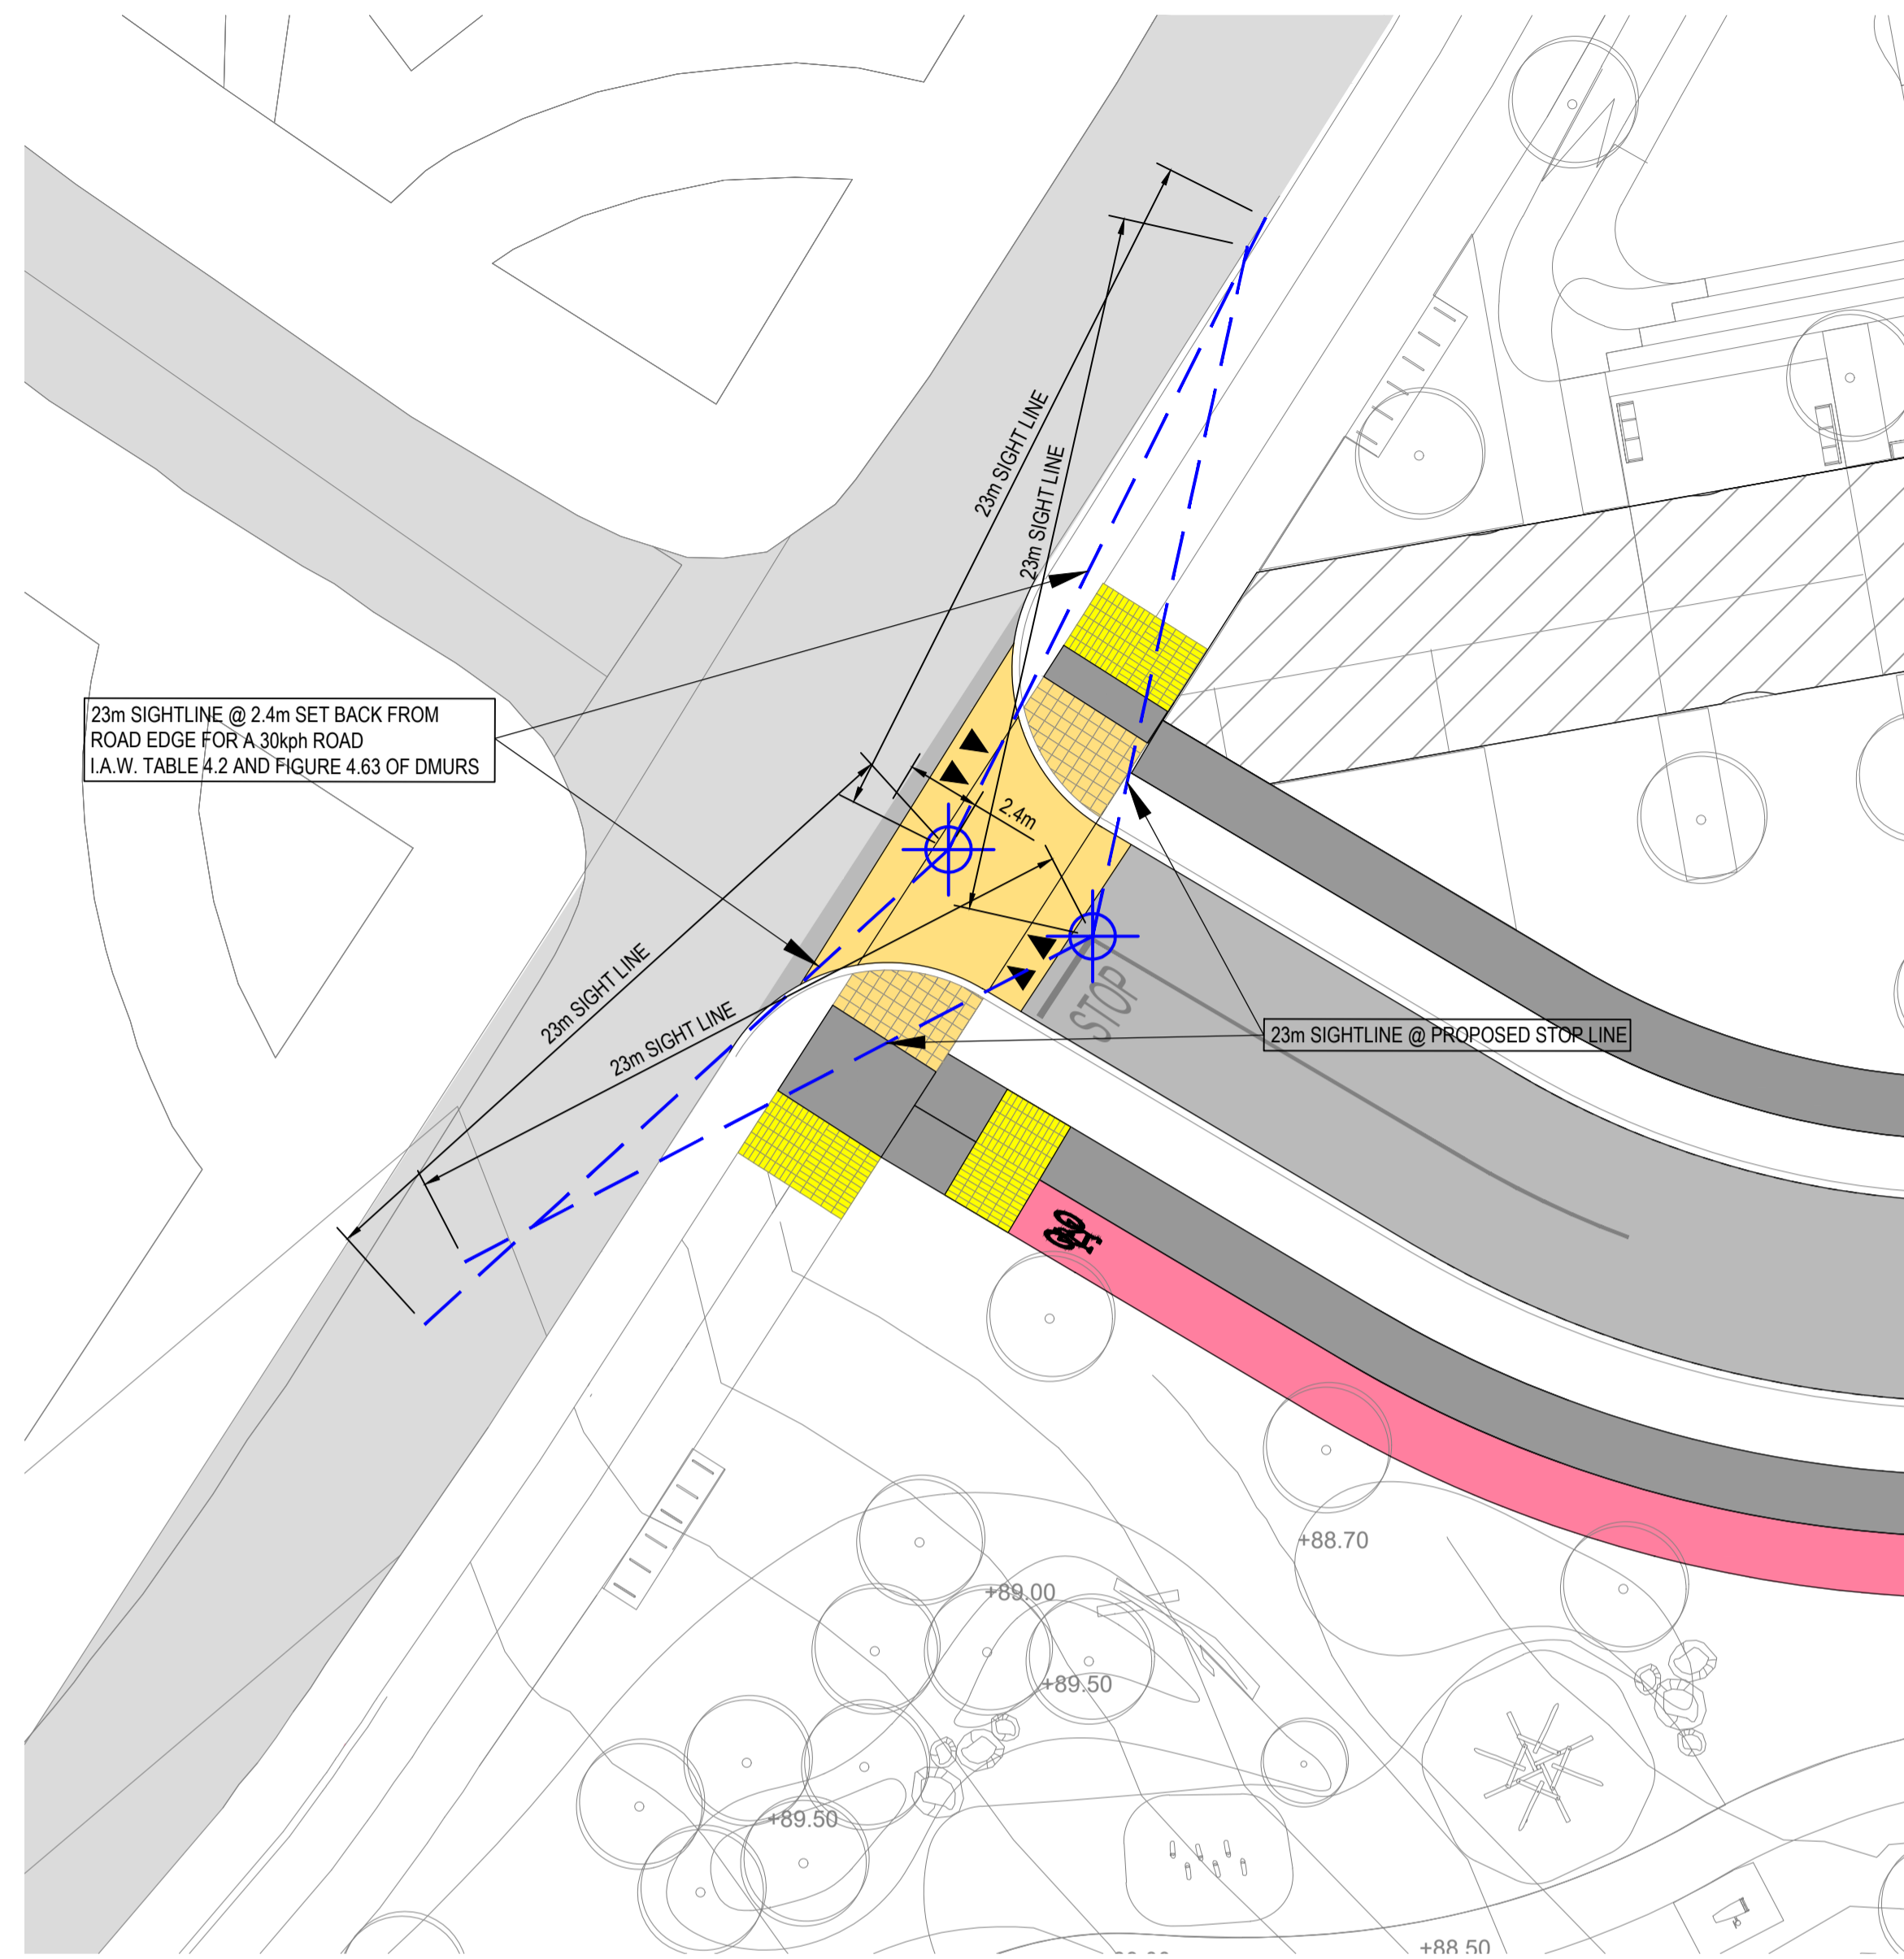 23m SIGHT LINE
23m SIGHT LINE
23m SIGHTLINE @ 2.4m SET BACK FROM
ROAD EDGE FOR A 30kph ROAD
I.A.W. TABLE 4.2 AND FIGURE 4.63 OF DMURS
2.4m
23m SIGHT LINE
23m SIGHT LINE
STOP
23m SIGHTLINE @ PROPOSED STOP LINE
+88.70
+89.00
+89.50
+89.50
+88.50